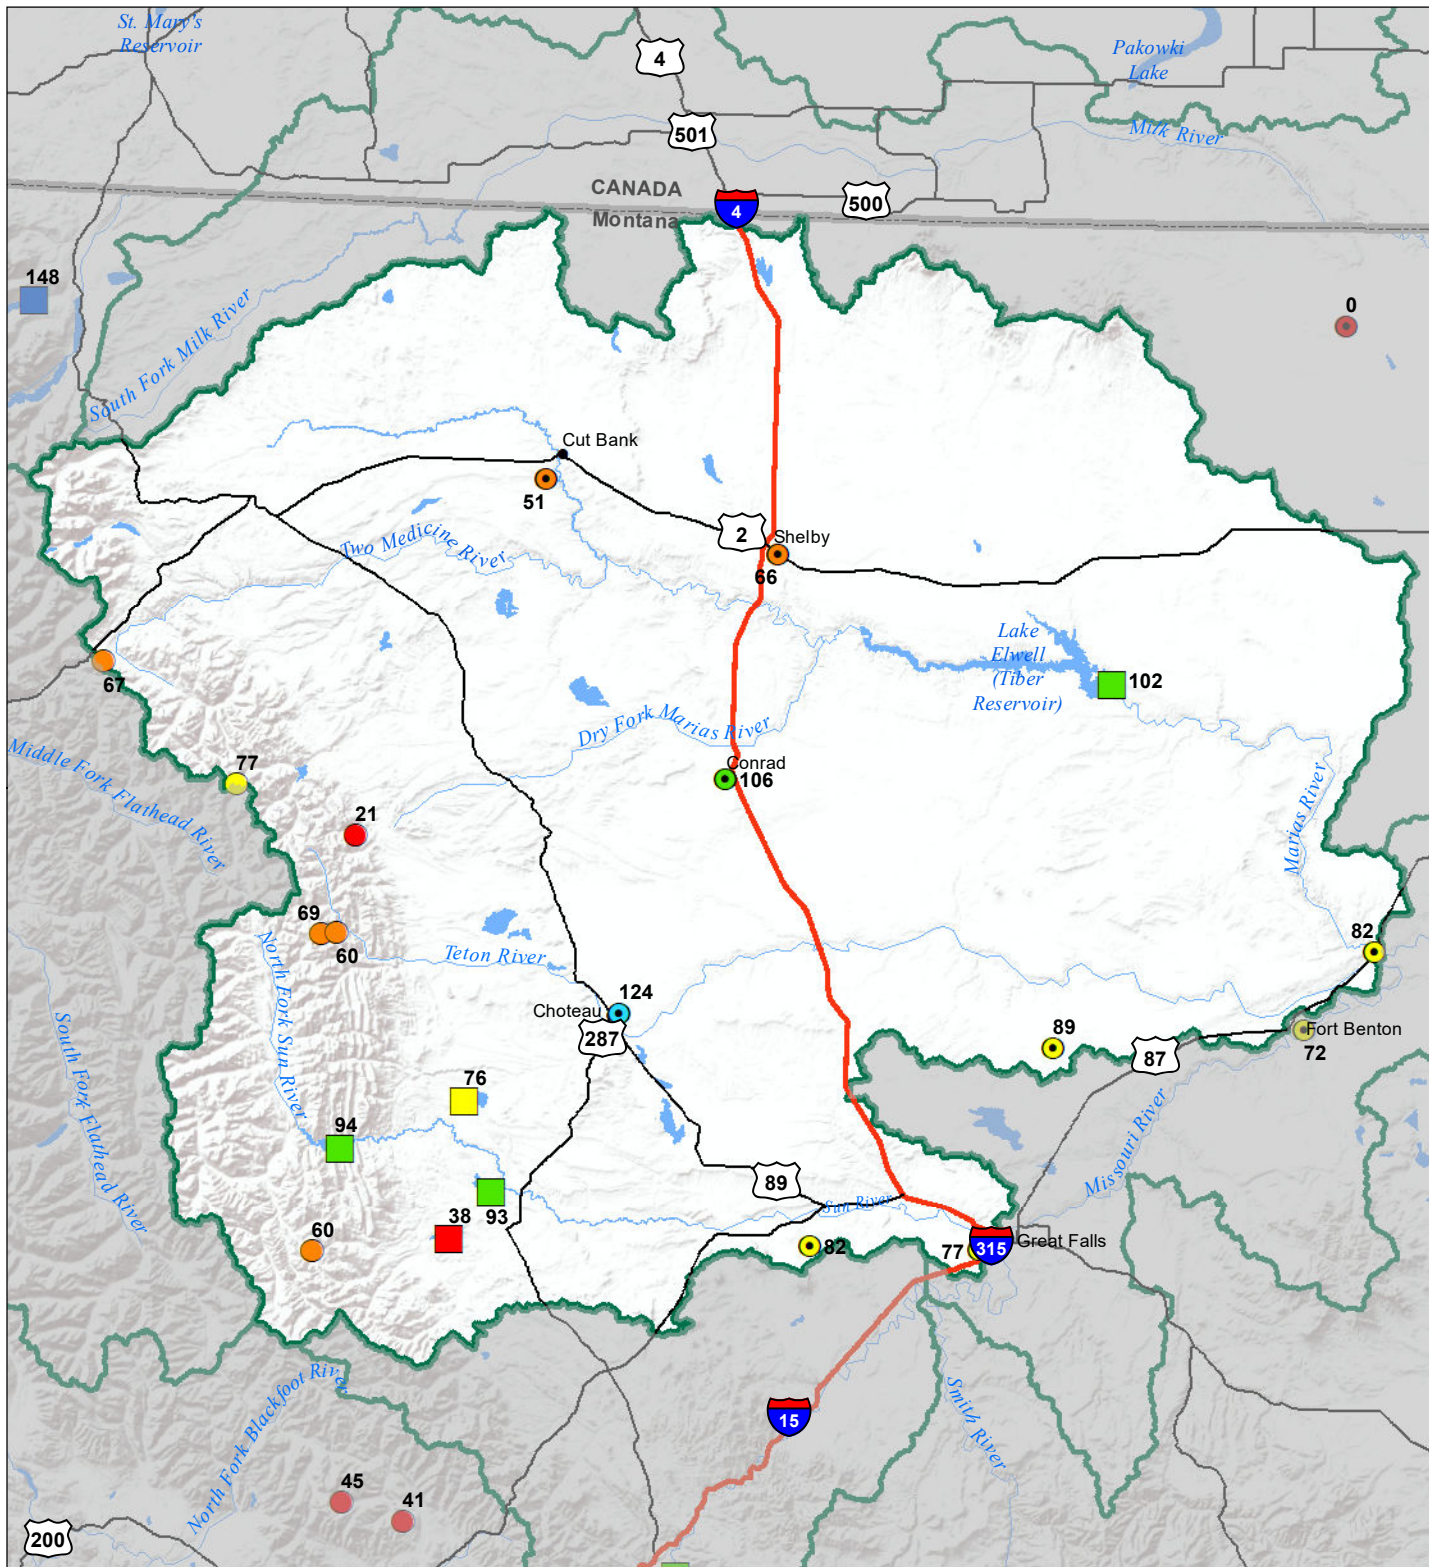 St. Mary's
Reservoir
4
Pakowki
Lake
501
Milk River
CANADA
Montana
4
500
148
0
South Fork Milk River
Cut Bank
51
2
Shelby
66
Two Medicine River
Lake
Elwell
(Tiber
Reservoir)
102
67
Dry Fork Marias River
Middle Fork Flathead River
77
Conrad
106
Marias River
21
69
60
82
North Fork Sun River
Teton River
124
Choteau
287
89
87
Fort Benton
72
South Fork Flathead River
76
94
Missouri River
89
93
Sun River
38
60
82
77
315
Great Falls
North Fork Blackfoot River
Smith River
15
45
41
200